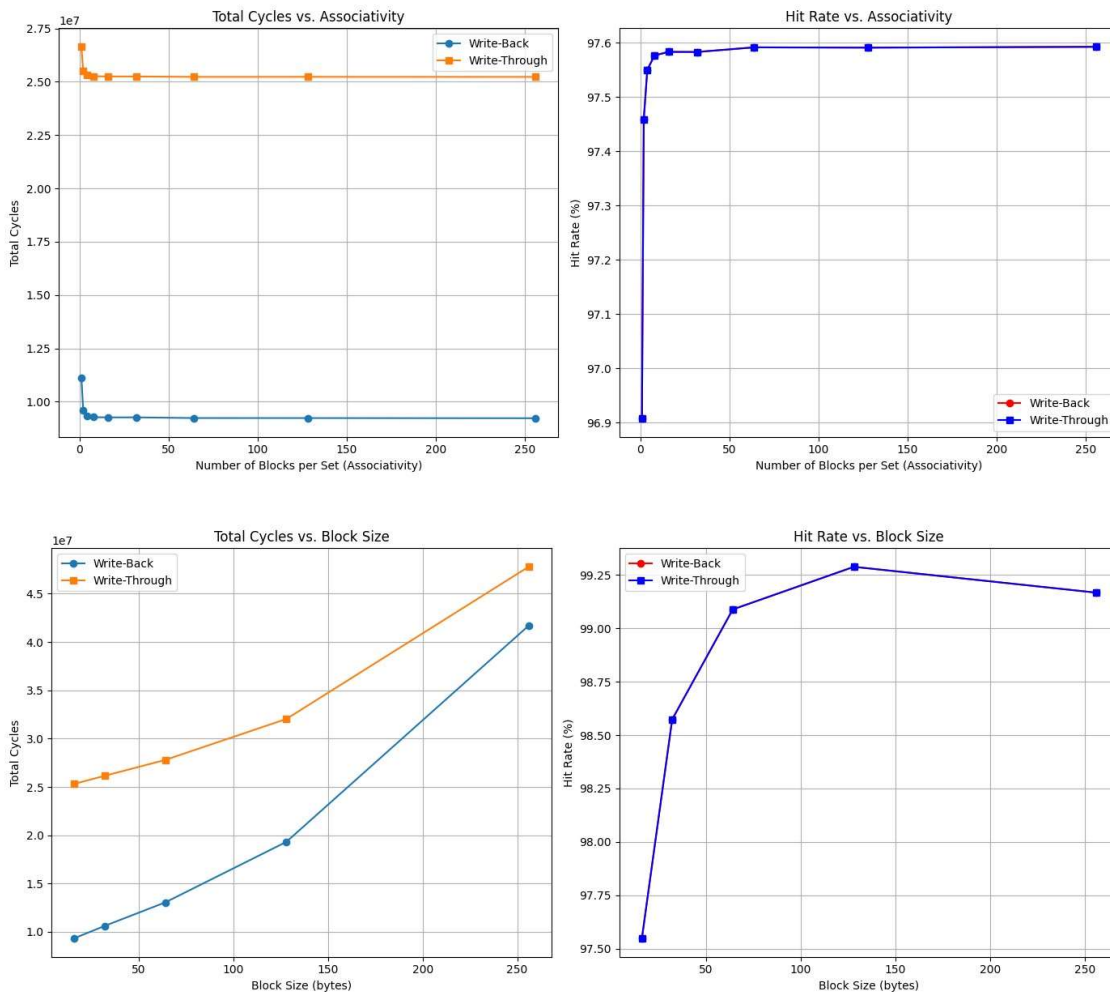 Total Cycles vs. Associativity
1e7
2.75
2.50
2.25
2.00
1.75
1.50
1.25
1.00
Total Cycles
Write-Back
Write-Through
0 50 100 150 200 250
Number of Blocks per Set (Associativity)
Hit Rate vs. Associativity
97.6
97.5
97.4
97.3
97.2
97.1
97.0
96.9
Hit Rate (%)
Write-Back
Write-Through
0 50 100 150 200 250
Number of Blocks per Set (Associativity)
Total Cycles vs. Block Size
1e7
4.5
4.0
3.5
3.0
2.5
2.0
1.5
1.0
Total Cycles
Write-Back
Write-Through
50 100 150 200 250
Block Size (bytes)
Hit Rate vs. Block Size
99.25
99.00
98.75
98.50
98.25
98.00
97.75
97.50
Hit Rate (%)
Write-Back
Write-Through
50 100 150 200 250
Block Size (bytes)